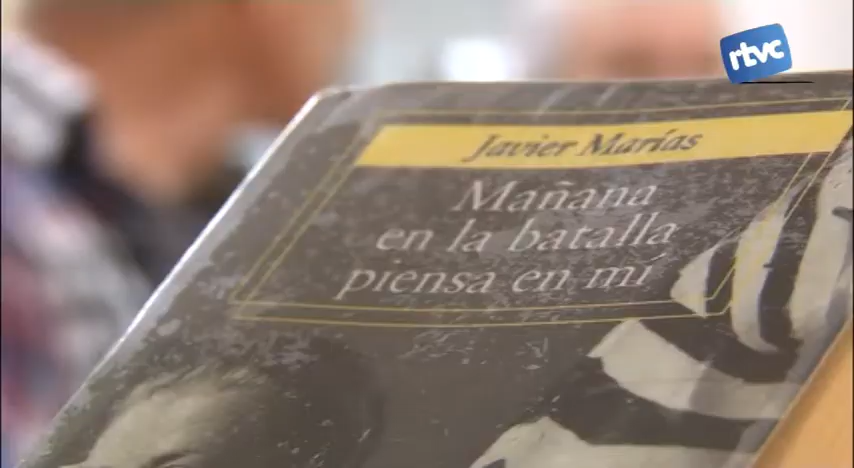 rtvc
Javier Marías
Mañana
en la batalla
piensa en mí